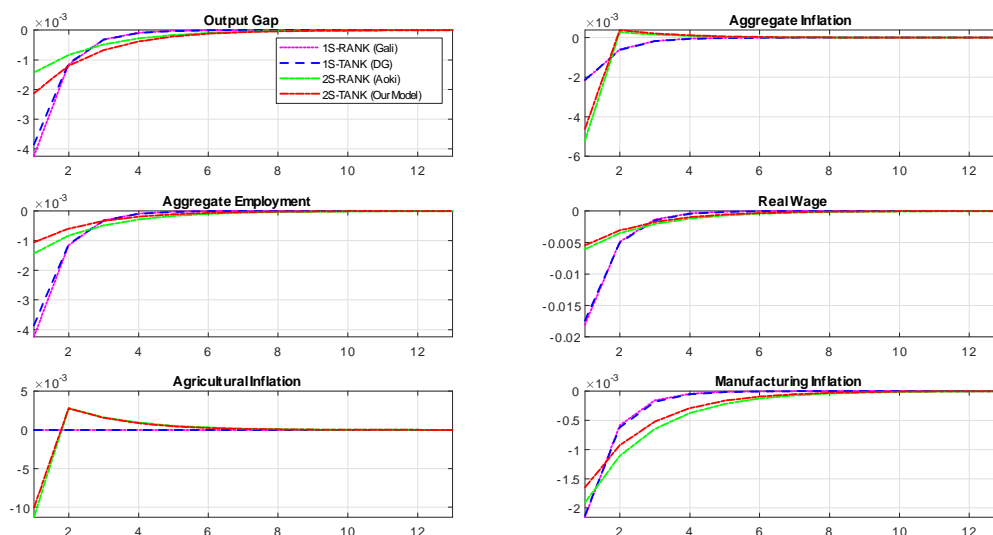 Output Gap
×10-3
0
-1
-2
-3
-4
2 4 6 8 10 12
1S-RANK (Gali)
1S-TANK (DG)
2S-RANK (Aoki)
2S-TANK (Our Model)
Aggregate Inflation
×10-3
0
-2
-4
-6
2 4 6 8 10 12
Aggregate Employment
×10-3
0
-1
-2
-3
-4
2 4 6 8 10 12
Real Wage
0
-0.005
-0.01
-0.015
-0.02
2 4 6 8 10 12
Agricultural Inflation
×10-3
5
0
-5
-10
2 4 6 8 10 12
Manufacturing Inflation
×10-3
0
-0.5
-1
-1.5
-2
2 4 6 8 10 12